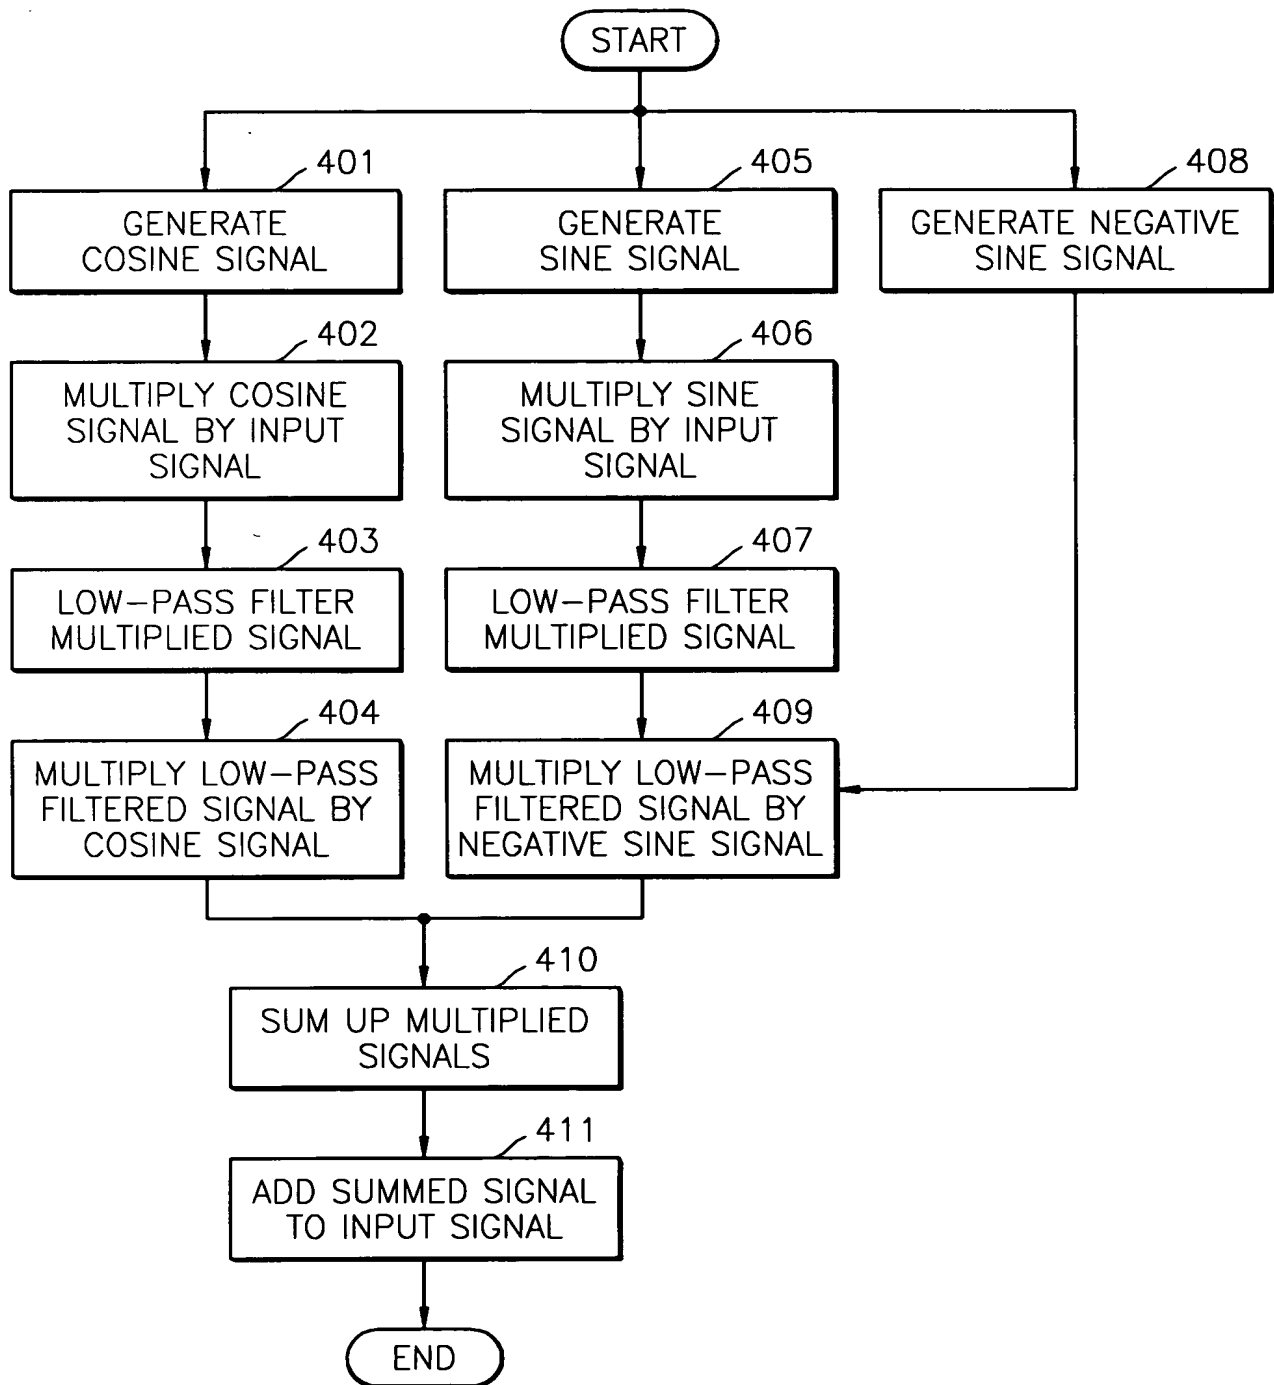 START
401
GENERATE
COSINE SIGNAL
405
GENERATE
SINE SIGNAL
408
GENERATE NEGATIVE
SINE SIGNAL
402
MULTIPLY COSINE
SIGNAL BY INPUT
SIGNAL
406
MULTIPLY SINE
SIGNAL BY INPUT
SIGNAL
403
LOW-PASS FILTER
MULTIPLIED SIGNAL
407
LOW-PASS FILTER
MULTIPLIED SIGNAL
404
MULTIPLY LOW-PASS
FILTERED SIGNAL BY
COSINE SIGNAL
409
MULTIPLY LOW-PASS
FILTERED SIGNAL BY
NEGATIVE SINE SIGNAL
410
SUM UP MULTIPLIED
SIGNALS
411
ADD SUMMED SIGNAL
TO INPUT SIGNAL
END